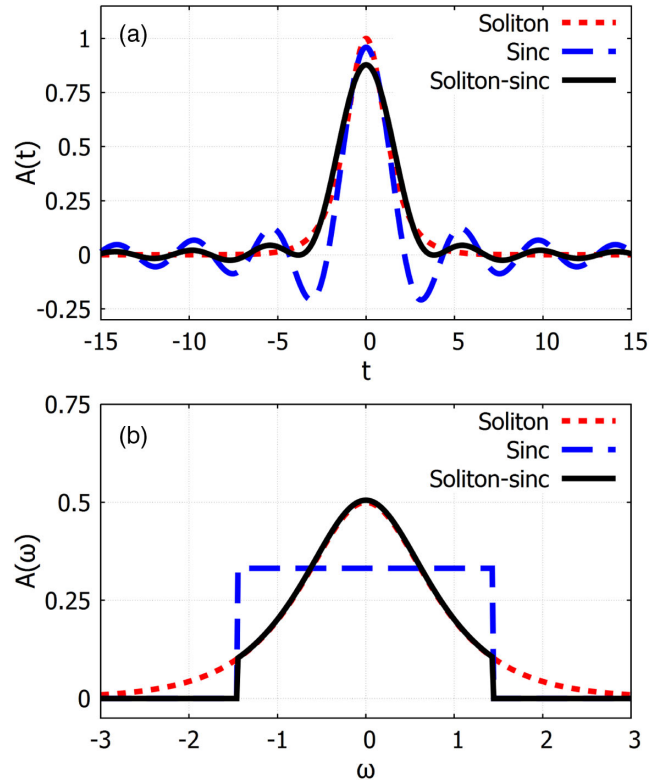 (a)
Soliton
Sinc
Soliton-sinc
A(t)
1
0.75
0.5
0.25
0
-0.25
-15 -10 -5 0 5 10 15
t
(b)
Soliton
Sinc
Soliton-sinc
A(ω)
0.75
0.5
0.25
0
-3 -2 -1 0 1 2 3
ω